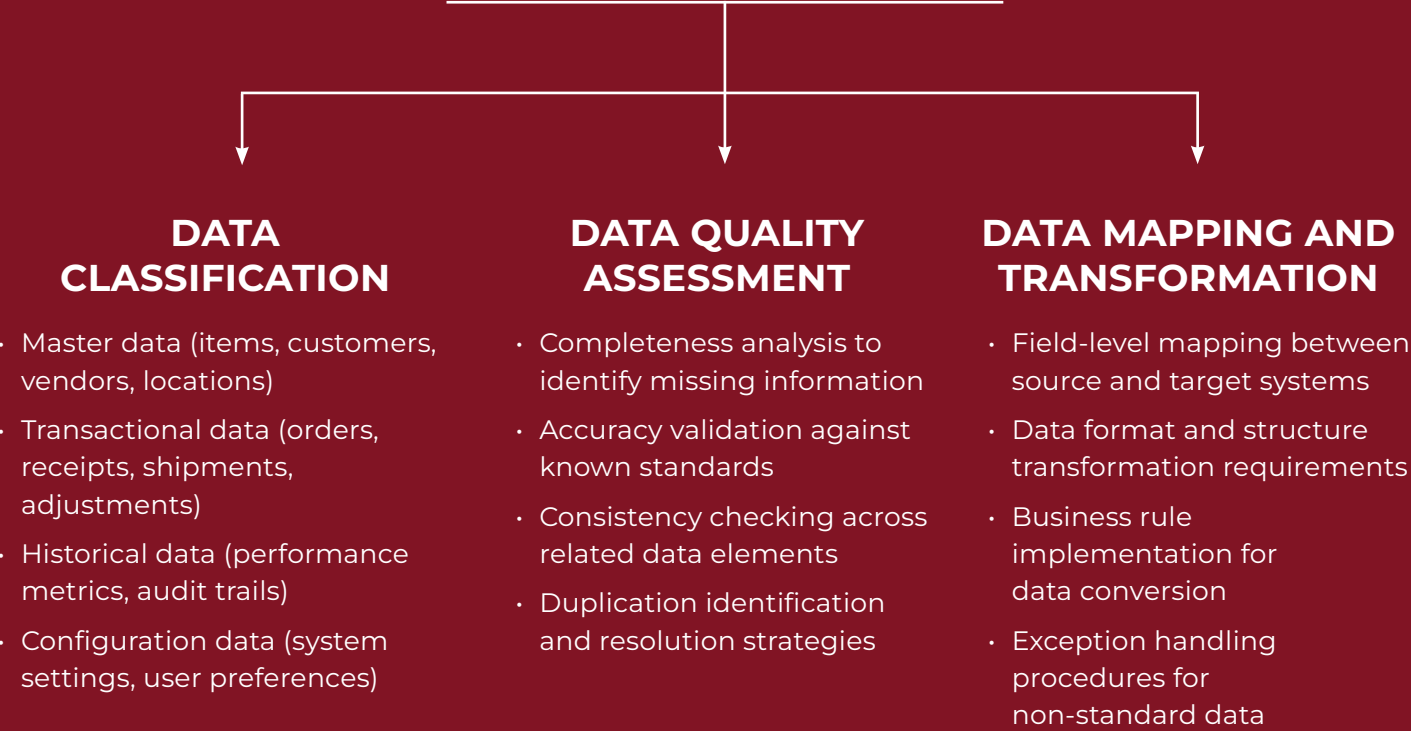 DATA
CLASSIFICATION
· Master data (items, customers,
vendors, locations)
· Transactional data (orders,
receipts, shipments,
adjustments)
· Historical data (performance
metrics, audit trails)
· Configuration data (system
settings, user preferences)
DATA QUALITY
ASSESSMENT
· Completeness analysis to
identify missing information
· Accuracy validation against
known standards
· Consistency checking across
related data elements
· Duplication identification
and resolution strategies
DATA MAPPING AND
TRANSFORMATION
· Field-level mapping between
source and target systems
· Data format and structure
transformation requirements
· Business rule
implementation for
data conversion
· Exception handling
procedures for
non-standard data